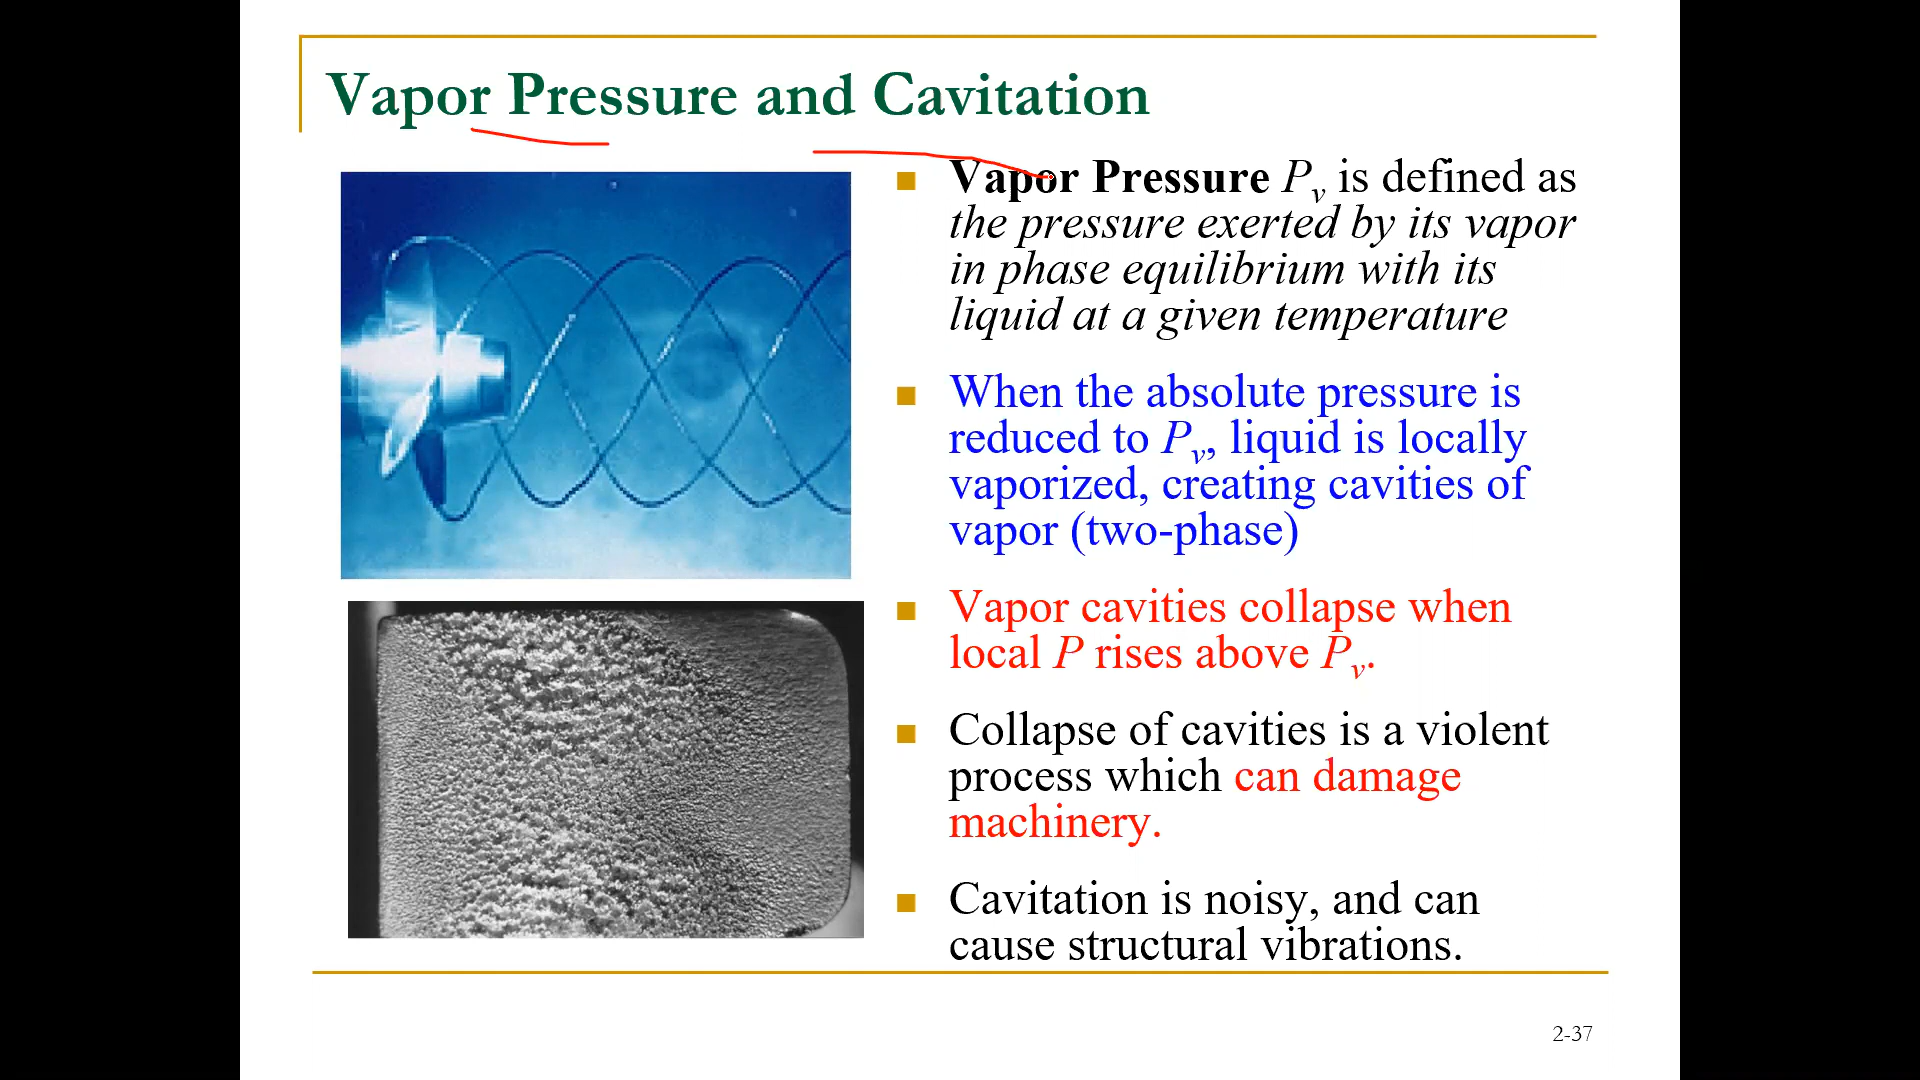 Vapor Pressure and Cavitation
Vapor Pressure Pv is defined as
the pressure exerted by its vapor
in phase equilibrium with its
liquid at a given temperature
When the absolute pressure is
reduced to Pv, liquid is locally
vaporized, creating cavities of
vapor (two-phase)
Vapor cavities collapse when
local P rises above Pv.
Collapse of cavities is a violent
process which can damage
machinery.
Cavitation is noisy, and can
cause structural vibrations.
2-37